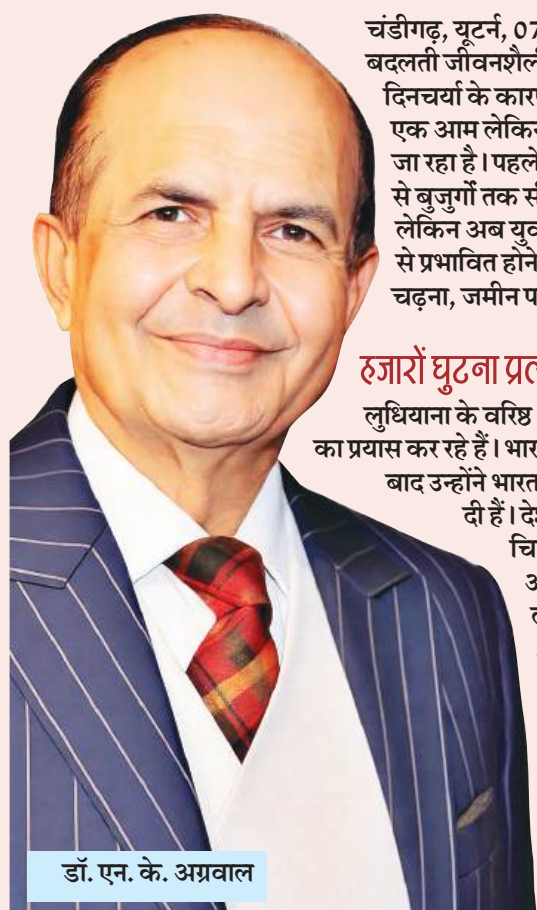 चंडीगढ़, यूटर्न, 07
बदलती जीवनशैली
दिनचर्या के कारण
एक आम लेकिन
जा रहा है। पहले
से बुजुर्गों तक सी
लेकिन अब युव
से प्रभावित होने
चढ़ना, जमीन प
हजारों घुटना प्रत
लुधियाना के वरिष्ठ
का प्रयास कर रहे हैं। भार
बाद उन्होंने भारत
दी हैं। दे
चि
डॉ. एन. के. अग्रवाल